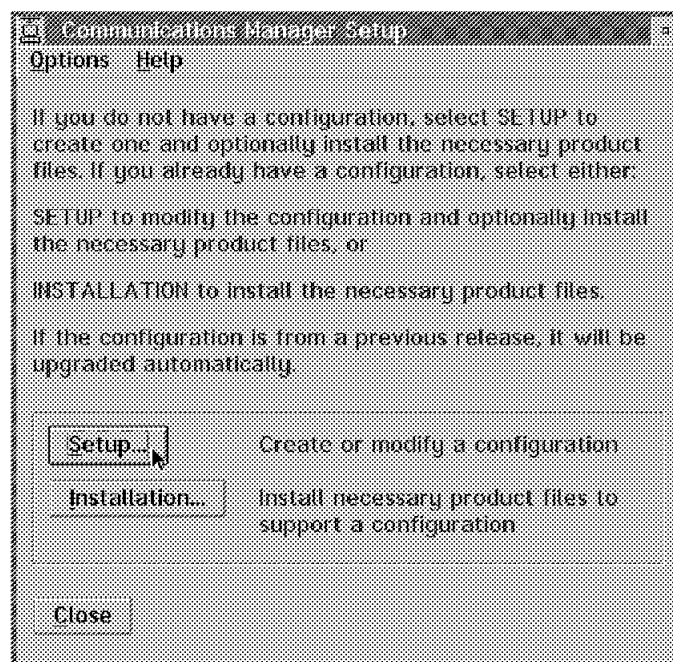 Communications Manager Setup
Options Help
If you do not have a configuration, select SETUP to
create one and optionally install the necessary product
files. If you already have a configuration, select either:
SETUP to modify the configuration and optionally install
the necessary product files, or
INSTALLATION to install the necessary product files.
If the configuration is from a previous release, it will be
upgraded automatically.
Setup... Create or modify a configuration
Installation... Install necessary product files to
support a configuration
Close